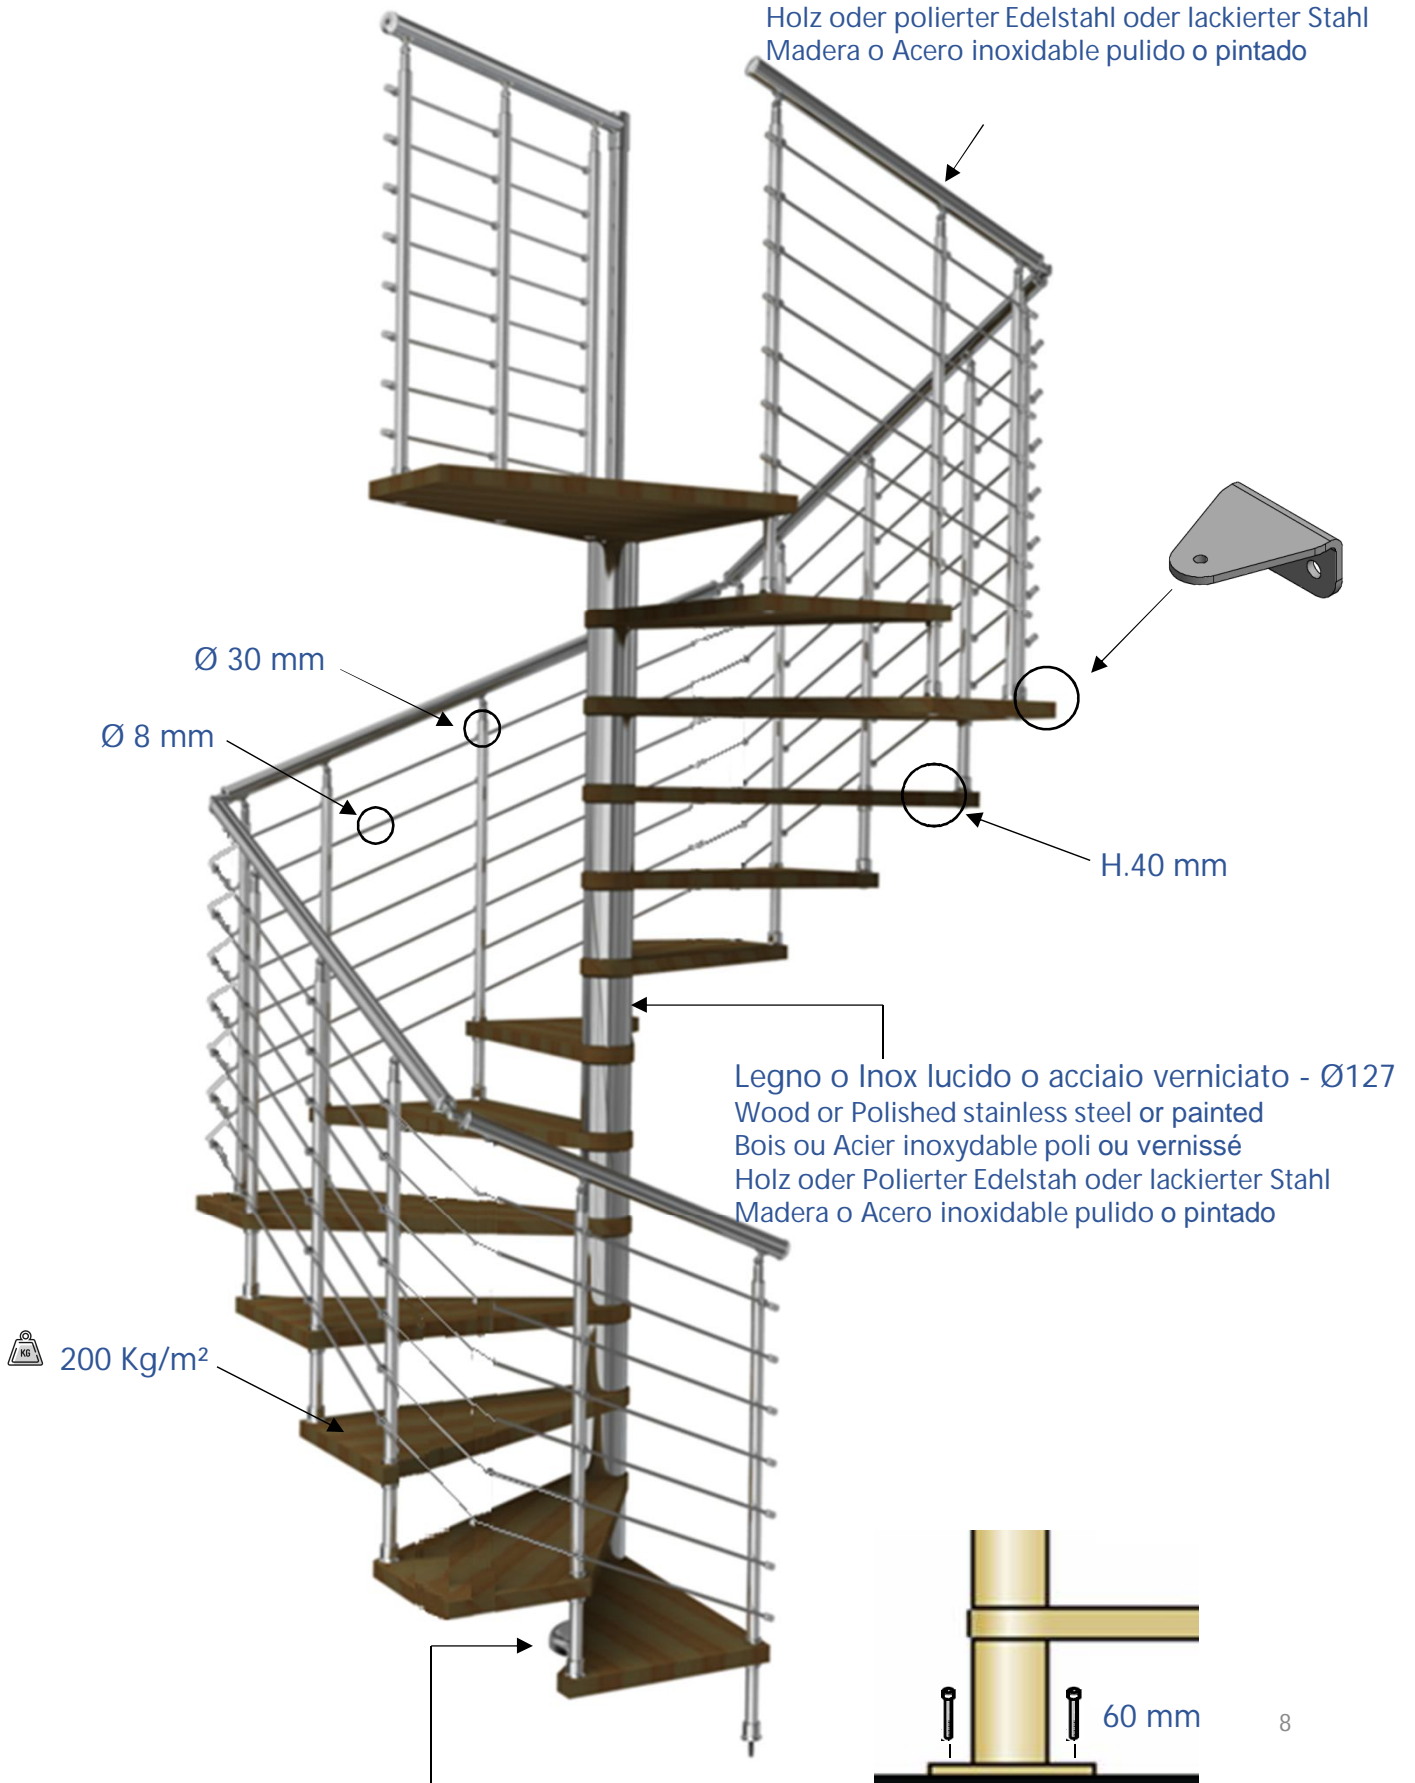 Holz oder polierter Edelstahl oder lackierter Stahl
Madera o Acero inoxidable pulido o pintado
Ø 30 mm
Ø 8 mm
H.40 mm
Legno o Inox lucido o acciaio verniciato - Ø127
Wood or Polished stainless steel or painted
Bois ou Acier inoxydable poli ou vernissé
Holz oder Polierter Edelstah oder lackierter Stahl
Madera o Acero inoxidable pulido o pintado
KG
200 Kg/m²
60 mm
8